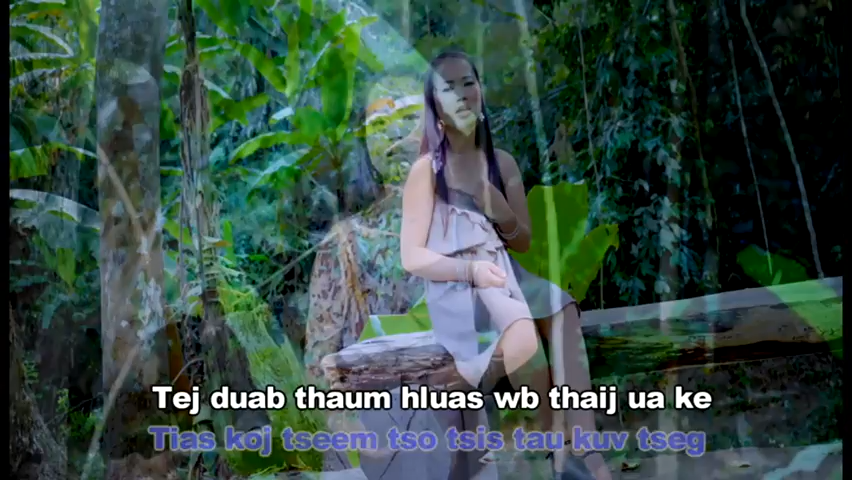 Tej duab thaum hluas wb thaij ua ke
Tias koj tseem tso tsis tau kuv tseg